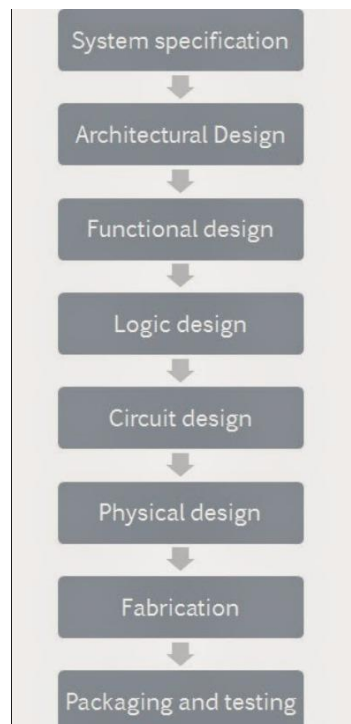 System specification
Architectural Design
Functional design
Logic design
Circuit design
Physical design
Fabrication
Packaging and testing